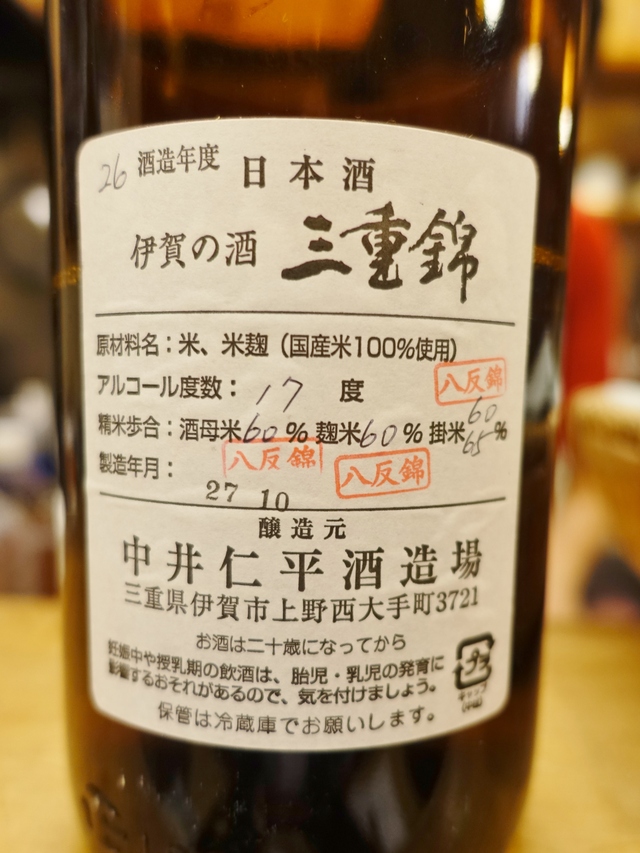 26 酒造年度 日本酒
伊賀の酒 三重錦
原材料名：米、米麹（国産米100%使用）
アルコール度数：17 度
八反錦
精米歩合：酒母米60% 麹米60% 掛米60 65%
八反錦 八反錦
製造年月：
27 10
醸造元
中井仁平酒造場
三重県伊賀市上野西大手町3721
お酒は二十歳になってから
妊娠中や授乳期の飲酒は、胎児・乳児の発育に
影響するおそれがあるので、気を付けましょう。
プラ
キャップ
保管は冷蔵庫でお願いします。